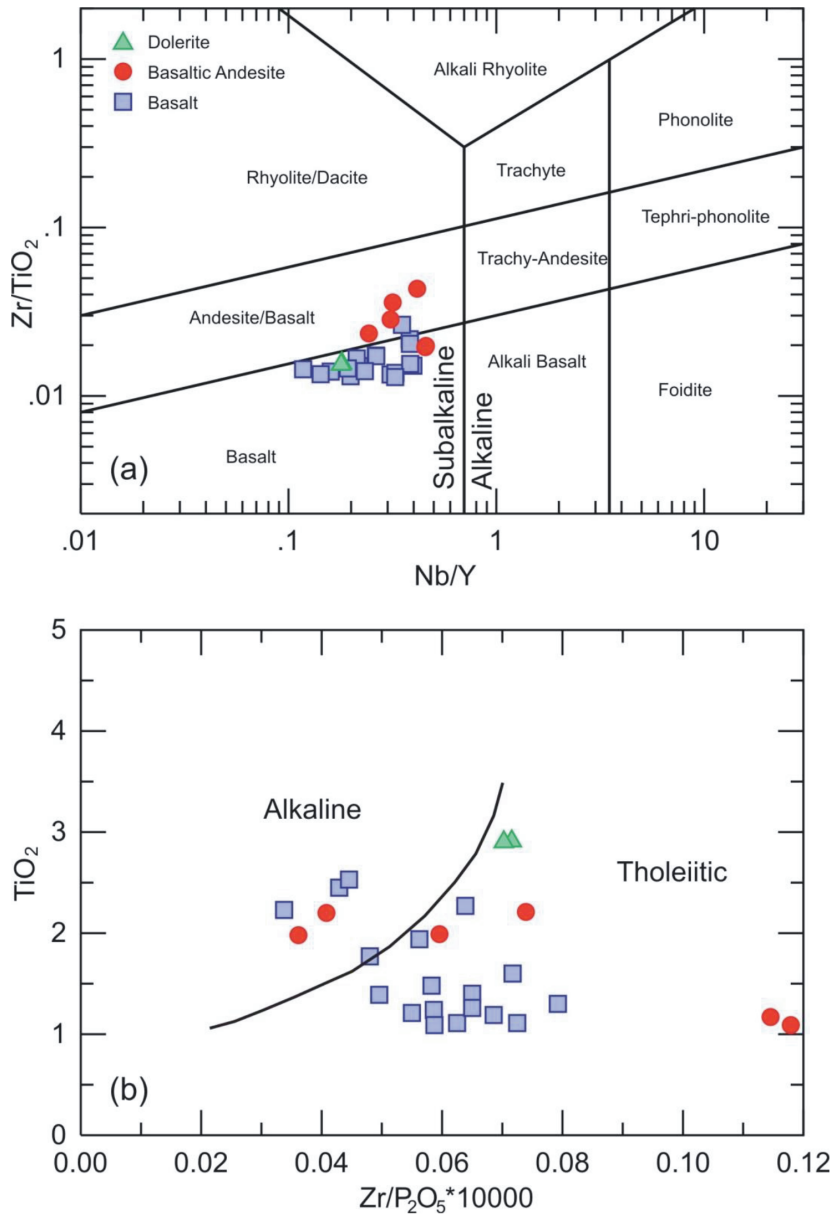 Dolerite
Basaltic Andesite
Basalt
Alkali Rhyolite
Phonolite
Rhyolite/Dacite
Trachyte
Tephri-phonolite
Trachy-Andesite
Andesite/Basalt
Alkali Basalt
Foidite
Basalt
Subalkaline
Alkaline
(a)
1
.1
.01
Zr/TiO₂
.01 .1 1 10
Nb/Y
5
4
3
2
1
0
TiO₂
Alkaline
Tholeiitic
(b)
0.00 0.02 0.04 0.06 0.08 0.10 0.12
Zr/P₂O₅*10000